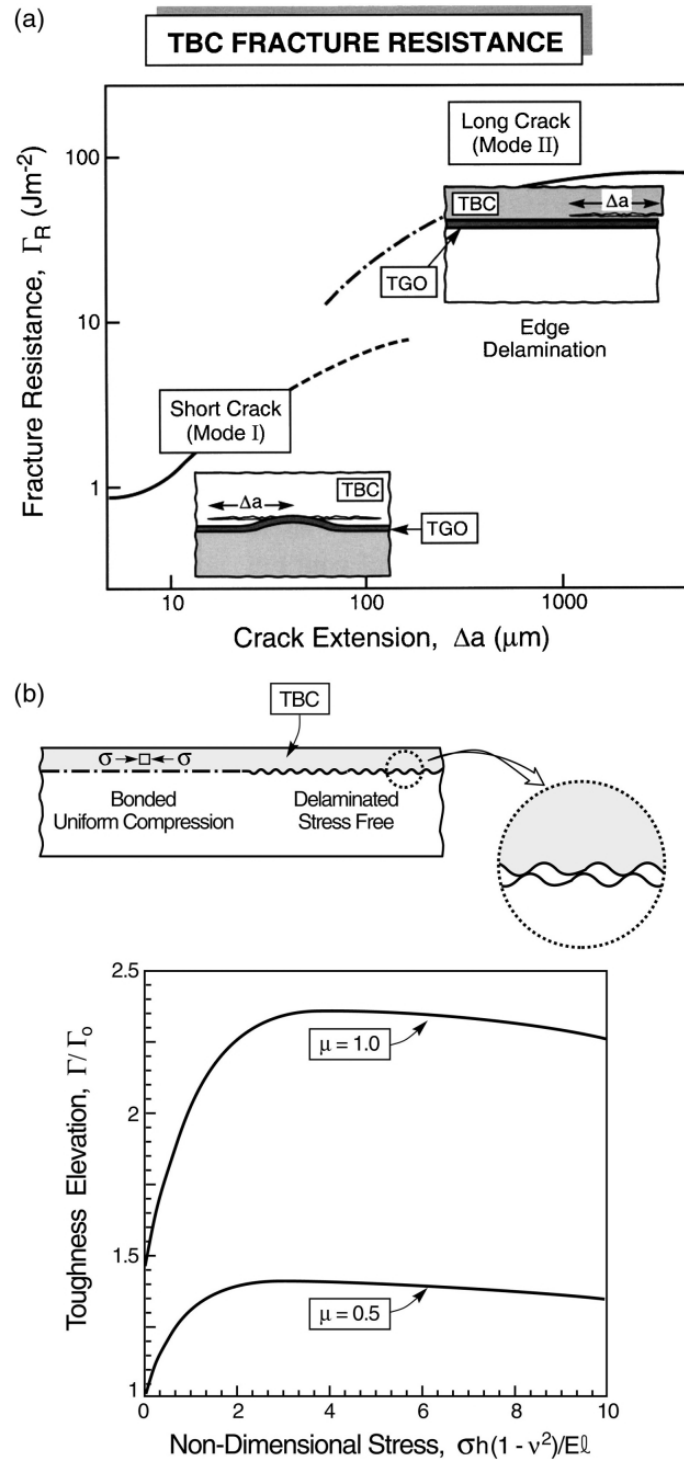 (a)
TBC FRACTURE RESISTANCE
Fracture Resistance, Γ_R (Jm⁻²)
100
10
1
Long Crack
(Mode II)
TBC
Δa
TGO
Edge
Delamination
Short Crack
(Mode I)
TBC
Δa
TGO
10
100
1000
Crack Extension, Δa (μm)
(b)
TBC
σ σ
Bonded
Uniform Compression
Delaminated
Stress Free
Toughness Elevation, Γ/Γₒ
2.5
2
1.5
1
μ = 1.0
μ = 0.5
0
2
4
6
8
10
Non-Dimensional Stress, σh(1 - ν²)/Eℓ